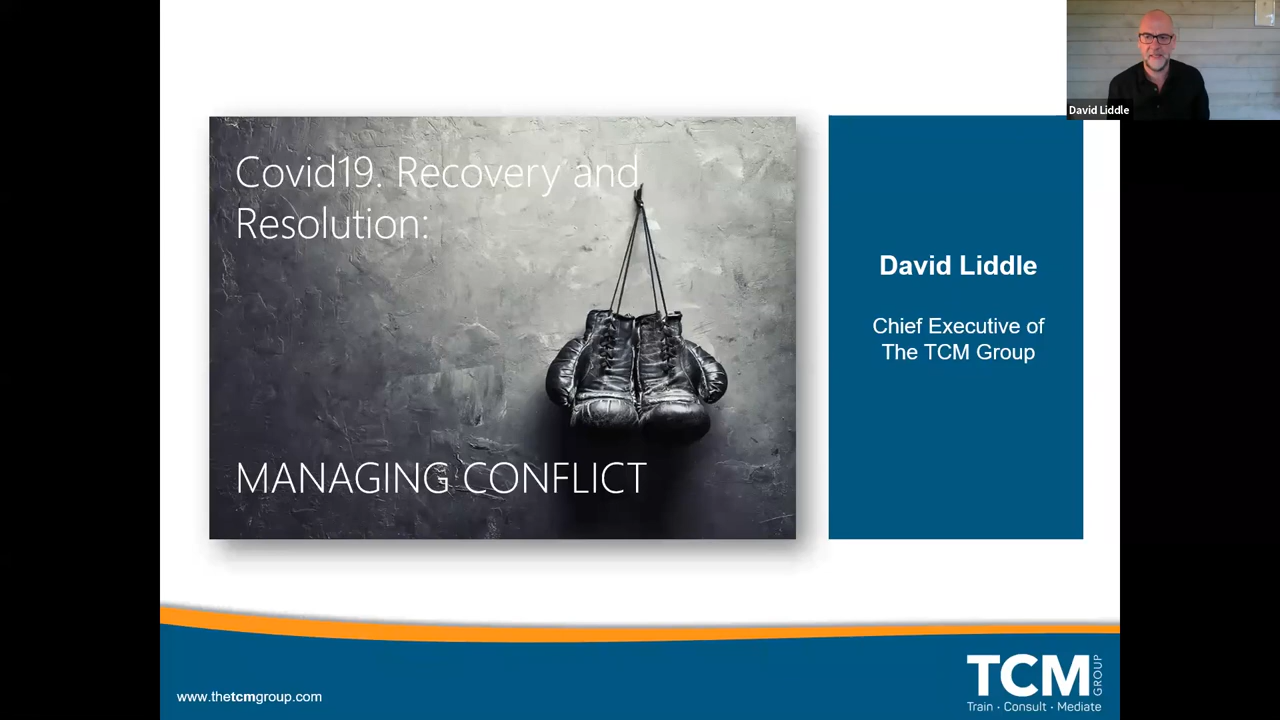 David Liddle
Covid19. Recovery and
Resolution:
MANAGING CONFLICT
David Liddle
Chief Executive of
The TCM Group
www.thetcmgroup.com
TCM GROUP
Train · Consult · Mediate